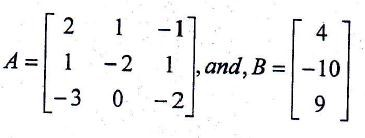 A = [ 2 1 -1 ; 1 -2 1 ; -3 0 -2 ], and, B = [ 4 ; -10 ; 9 ]